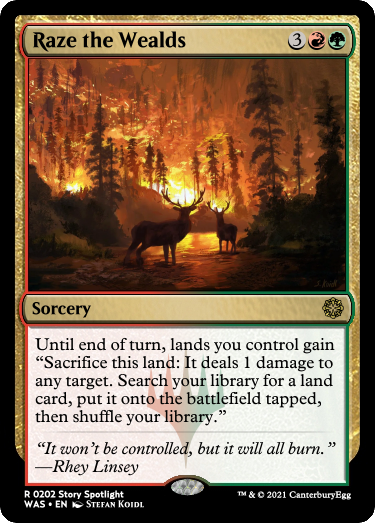 Raze the Wealds 3
Sorcery
Until end of turn, lands you control gain
“Sacrifice this land: It deals 1 damage to
any target. Search your library for a land
card, put it onto the battlefield tapped,
then shuffle your library.”
“It won’t be controlled, but it will all burn.”
—Rhey Linsey
R 0202 Story Spotlight
WAS • EN Stefan Koidl
™ & © 2021 CanterburyEgg